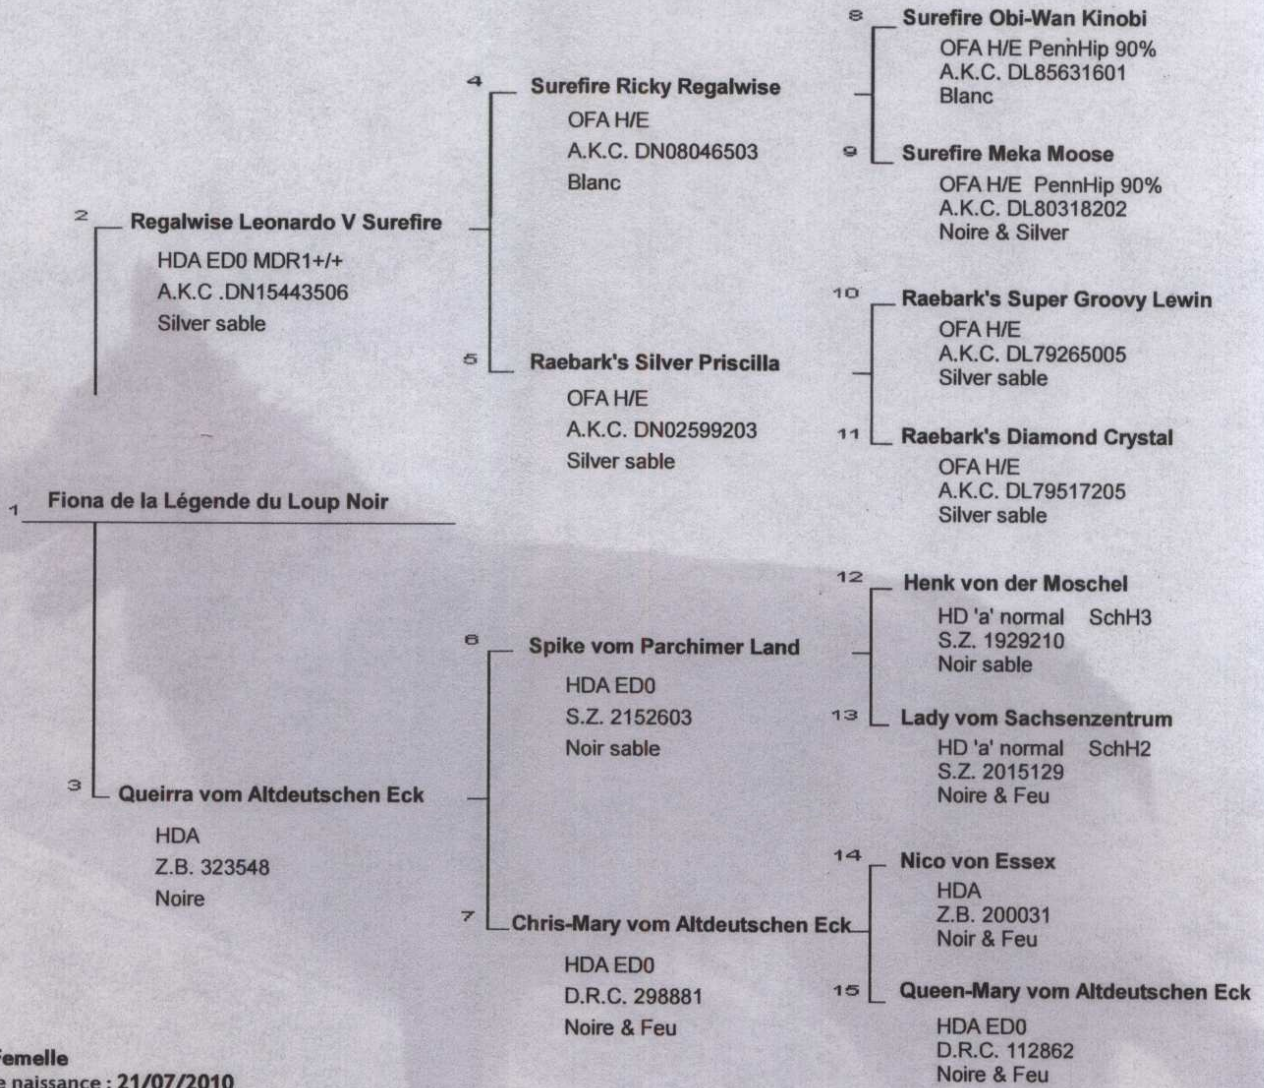 8 Surefire Obi-Wan Kinobi
OFA H/E PennHip 90%
A.K.C. DL85631601
Blanc
4 Surefire Ricky Regalwise
OFA H/E
A.K.C. DN08046503
Blanc
9 Surefire Meka Moose
OFA H/E PennHip 90%
A.K.C. DL80318202
Noire & Silver
2 Regalwise Leonardo V Surefire
HDA ED0 MDR1+/+
A.K.C .DN15443506
Silver sable
10 Raebark's Super Groovy Lewin
OFA H/E
A.K.C. DL79265005
Silver sable
5 Raebark's Silver Priscilla
OFA H/E
A.K.C. DN02599203
Silver sable
11 Raebark's Diamond Crystal
OFA H/E
A.K.C. DL79517205
Silver sable
1 Fiona de la Légende du Loup Noir
12 Henk von der Moschel
HD 'a' normal SchH3
S.Z. 1929210
Noir sable
6 Spike vom Parchimer Land
HDA ED0
S.Z. 2152603
Noir sable
13 Lady vom Sachsenzentrum
HD 'a' normal SchH2
S.Z. 2015129
Noire & Feu
3 Queirra vom Altdeutschen Eck
HDA
Z.B. 323548
Noire
14 Nico von Essex
HDA
Z.B. 200031
Noir & Feu
7 Chris-Mary vom Altdeutschen Eck
HDA ED0
D.R.C. 298881
Noire & Feu
15 Queen-Mary vom Altdeutschen Eck
HDA ED0
D.R.C. 112862
Noire & Feu
Femelle
e naissance : 21/07/2010